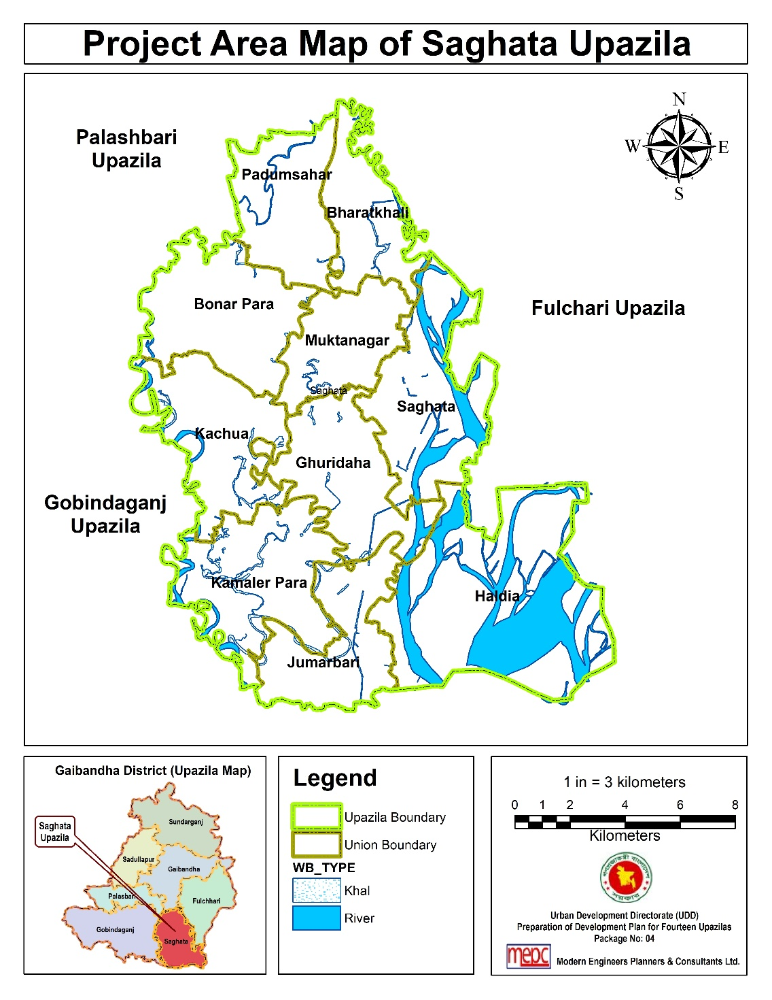 Project Area Map of Saghata Upazila
N
W
E
S
Palashbari
Upazila
Padumsahar
Bharatkhali
Bonar Para
Fulchari Upazila
Muktanagar
Saghata
Saghata
Kachua
Ghuridaha
Gobindaganj
Upazila
Kamaler Para
Haldia
Jumarbari
Gaibandha District (Upazila Map)
Saghata
Upazila
Sundarganj
Sadullapur
Gaibandha
Palasbari
Fulchhari
Gobindaganj
Saghata
Legend
Upazila Boundary
Union Boundary
WB_TYPE
Khal
River
1 in = 3 kilometers
0 1 2 4 6 8
Kilometers
Urban Development Directorate (UDD)
Preparation of Development Plan for Fourteen Upazilas
Package No: 04
mepc
Modern Engineers Planners & Consultants Ltd.